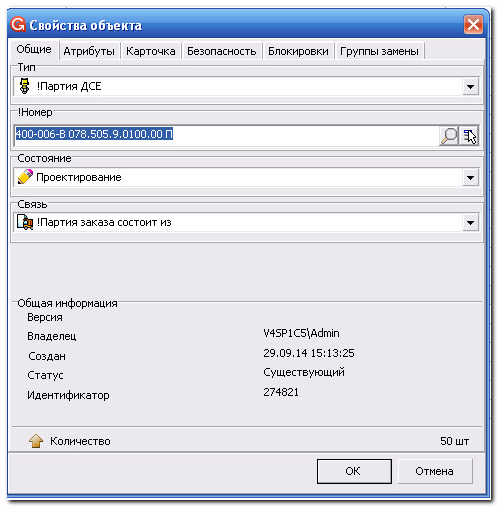 Свойства объекта
Общие Атрибуты Карточка Безопасность Блокировки Группы замены
Тип
!Партия ДСЕ
!Номер
400-006-В 078.505.9.0100.00 П
Состояние
Проектирование
Связь
!Партия заказа состоит из
Общая информация
Версия
Владелец V4SP1C5\Admin
Создан 29.09.14 15:13:25
Статус Существующий
Идентификатор 274821
Количество 50 шт
ОК Отмена